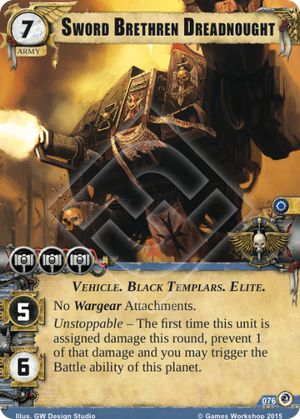 7
ARMY
Sword Brethren Dreadnought
Vehicle. Black Templars. Elite.
5
No Wargear Attachments.
Unstoppable – The first time this unit is
assigned damage this round, prevent 1
of that damage and you may trigger the
Battle ability of this planet.
6
076
Illus. GW Design Studio
© Games Workshop 2015